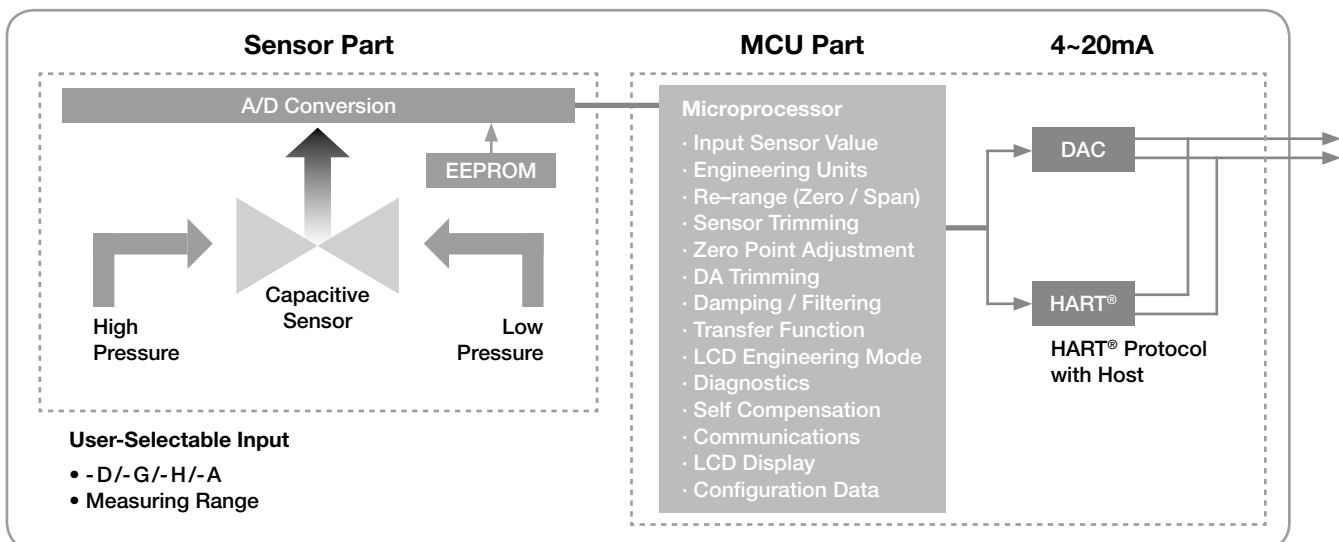 Sensor Part
A/D Conversion
EEPROM
High
Pressure
Capacitive
Sensor
Low
Pressure
User-Selectable Input
• -D/-G/-H/-A
• Measuring Range
MCU Part
Microprocessor
· Input Sensor Value
· Engineering Units
· Re–range (Zero / Span)
· Sensor Trimming
· Zero Point Adjustment
· DA Trimming
· Damping / Filtering
· Transfer Function
· LCD Engineering Mode
· Diagnostics
· Self Compensation
· Communications
· LCD Display
· Configuration Data
4~20mA
DAC
HART®
HART® Protocol
with Host